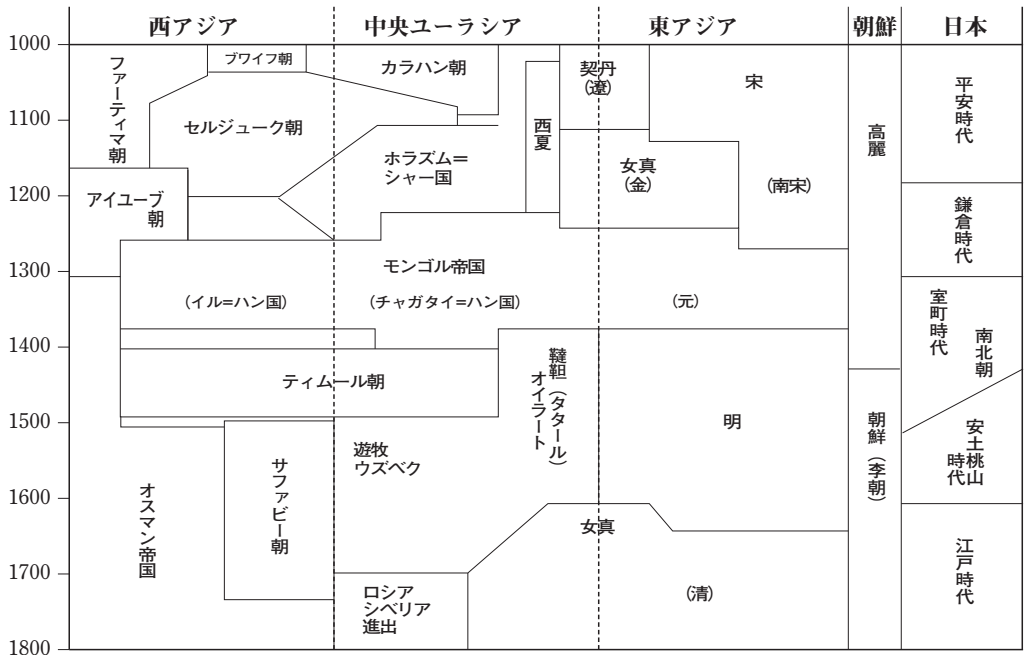 西アジア
中央ユーラシア
東アジア
朝鮮
日本
1000
1100
1200
1300
1400
1500
1600
1700
1800
ファーティマ朝
ブワイフ朝
カラハン朝
セルジューク朝
西夏
契丹
(遼)
宋
高麗
平安時代
アイユーブ
朝
ホラズム=
シャー国
女真
(金)
(南宋)
鎌倉時代
モンゴル帝国
(イル=ハン国)
(チャガタイ=ハン国)
(元)
室町時代
南北朝
ティムール朝
韃靼(タタール)
オイラート
明
朝鮮(李朝)
安土桃山
時代
遊牧
ウズベク
オスマン帝国
サファビー朝
女真
江戸時代
ロシア
シベリア
進出
(清)